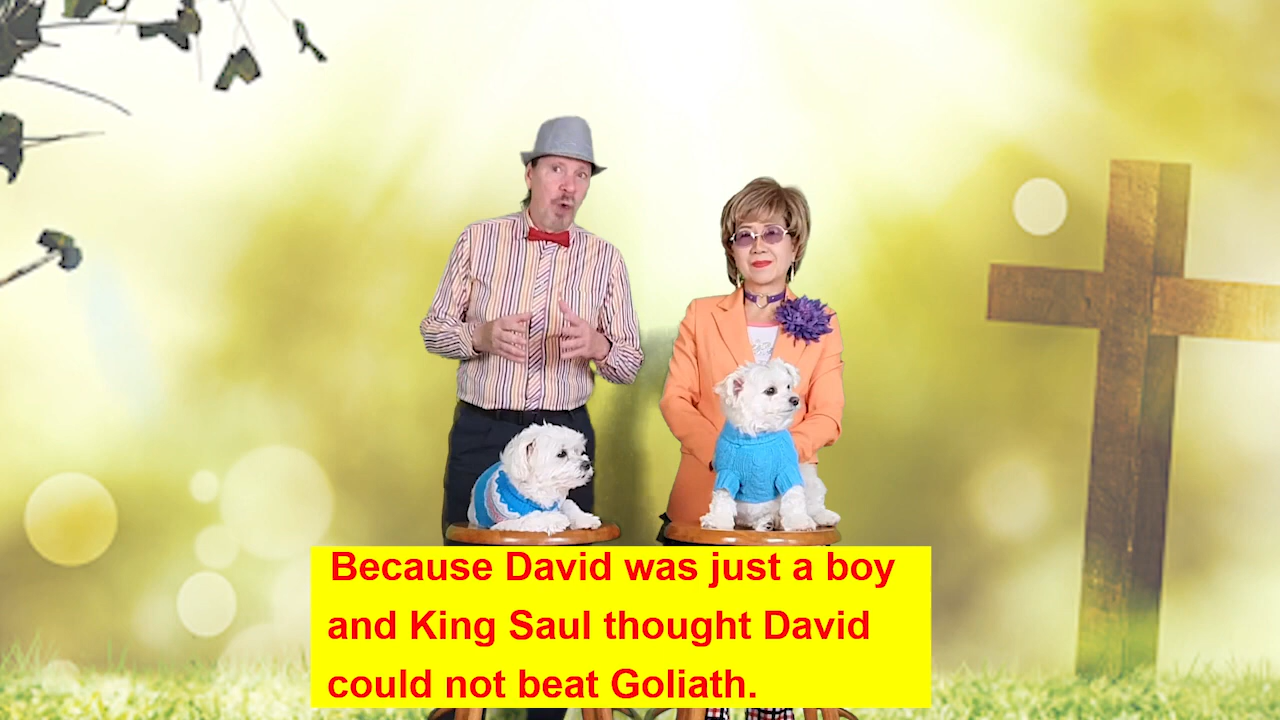 Because David was just a boy
and King Saul thought David
could not beat Goliath.